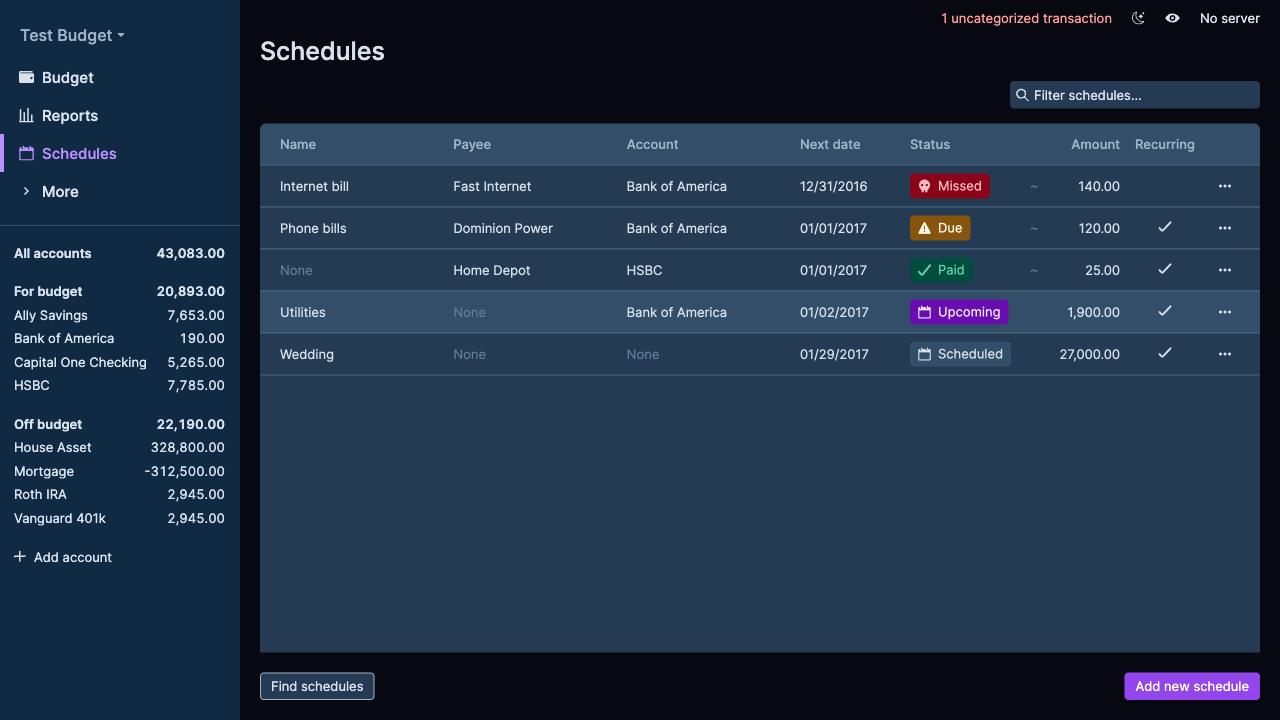 Test Budget
Budget
Reports
Schedules
More
All accounts 43,083.00
For budget 20,893.00
Ally Savings 7,653.00
Bank of America 190.00
Capital One Checking 5,265.00
HSBC 7,785.00
Off budget 22,190.00
House Asset 328,800.00
Mortgage -312,500.00
Roth IRA 2,945.00
Vanguard 401k 2,945.00
Add account
1 uncategorized transaction No server
Schedules
Filter schedules...
Name Payee Account Next date Status Amount Recurring
Internet bill Fast Internet Bank of America 12/31/2016 Missed ~ 140.00
Phone bills Dominion Power Bank of America 01/01/2017 Due ~ 120.00
None Home Depot HSBC 01/01/2017 Paid ~ 25.00
Utilities None Bank of America 01/02/2017 Upcoming 1,900.00
Wedding None None 01/29/2017 Scheduled 27,000.00
Find schedules Add new schedule